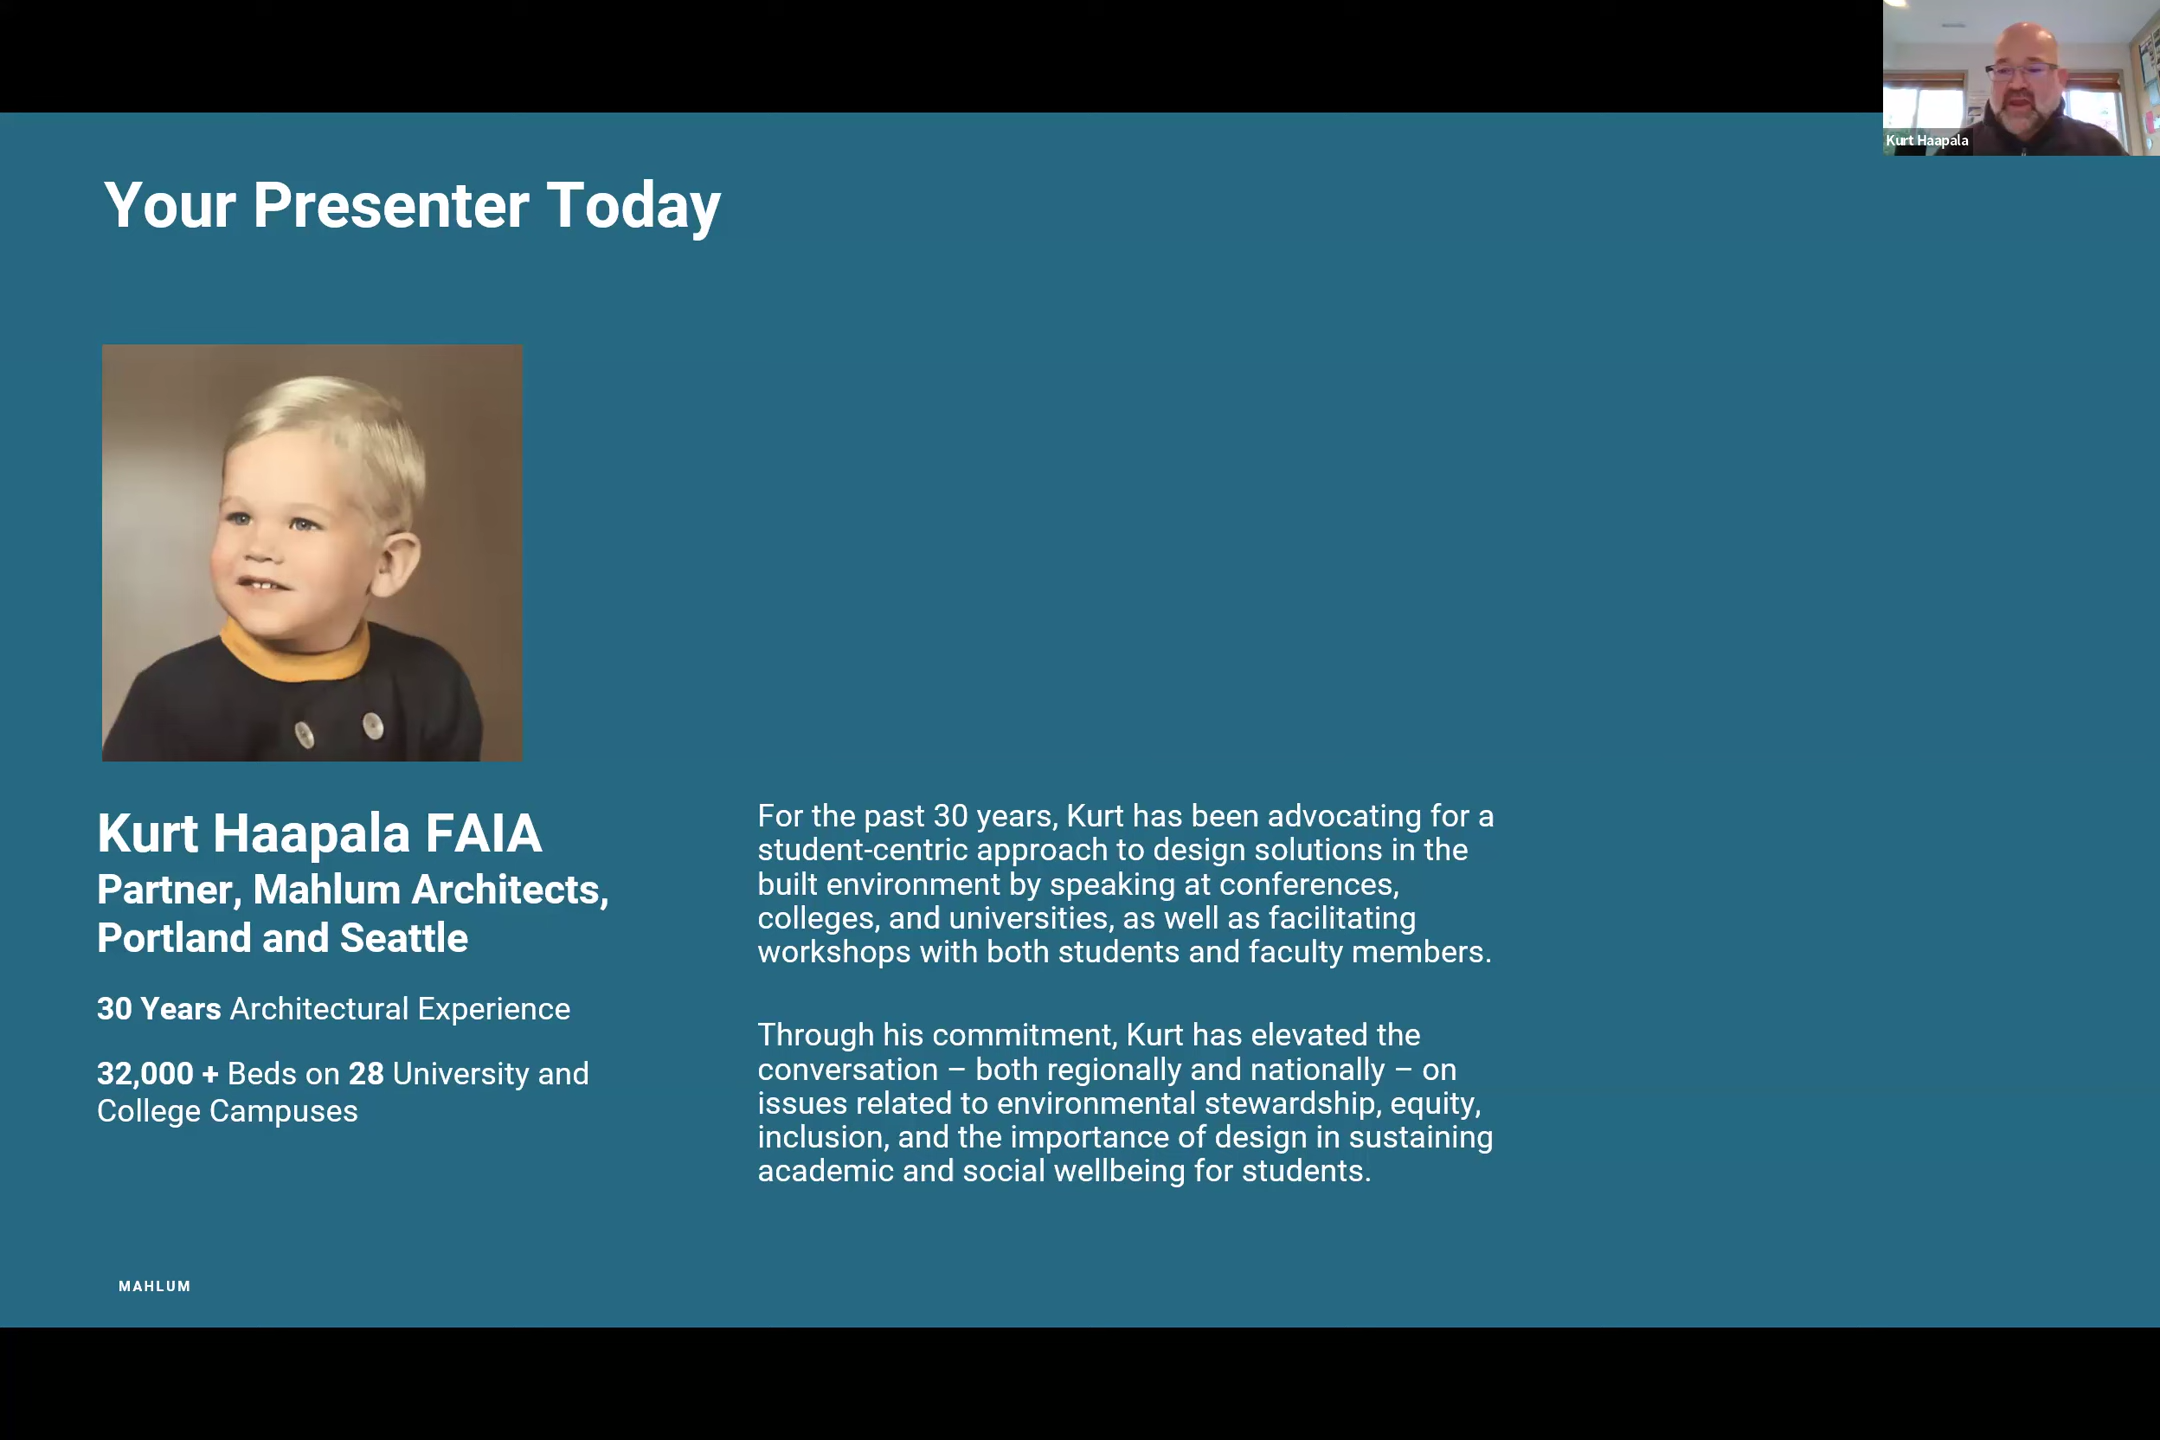 Kurt Haapala
Your Presenter Today
Kurt Haapala FAIA
Partner, Mahlum Architects,
Portland and Seattle
30 Years Architectural Experience
32,000 + Beds on 28 University and
College Campuses
For the past 30 years, Kurt has been advocating for a
student-centric approach to design solutions in the
built environment by speaking at conferences,
colleges, and universities, as well as facilitating
workshops with both students and faculty members.
Through his commitment, Kurt has elevated the
conversation – both regionally and nationally – on
issues related to environmental stewardship, equity,
inclusion, and the importance of design in sustaining
academic and social wellbeing for students.
MAHLUM